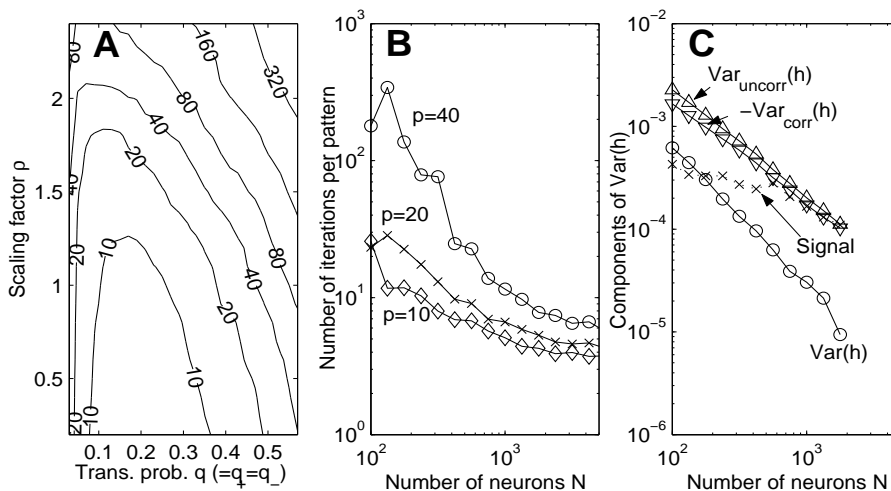 A
80
160
320
80
40
20
10
40
20
20
10
80
40
20
10
2
1.5
1
0.5
0.1 0.2 0.3 0.4 0.5
Scaling factor ρ
Trans. prob. q (=q₊=q₋)
B
p=40
p=20
p=10
10³
10²
10¹
10⁰
10² 10³
Number of iterations per pattern
Number of neurons N
C
Var_uncorr(h)
−Var_corr(h)
Signal
Var(h)
10⁻²
10⁻³
10⁻⁴
10⁻⁵
10⁻⁶
10² 10³
Components of Var(h)
Number of neurons N